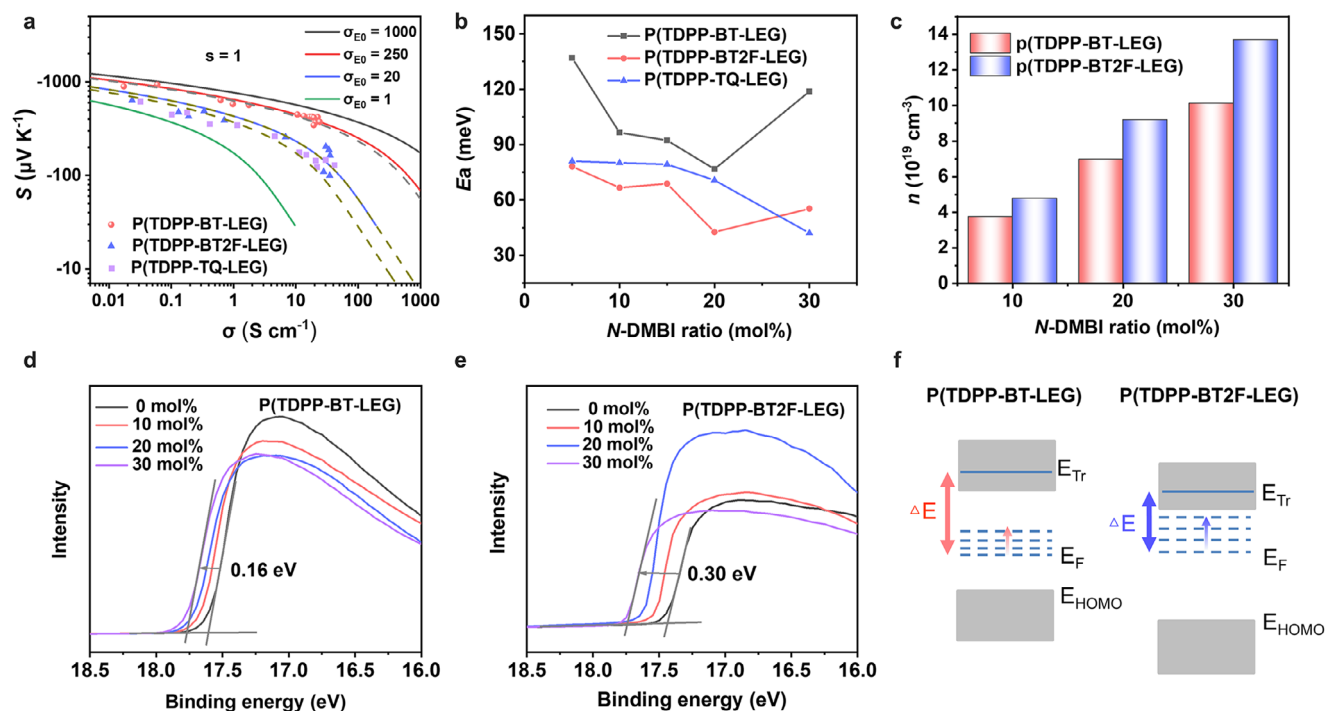 a
s = 1
σE0 = 1000
σE0 = 250
σE0 = 20
σE0 = 1
-1000
-100
-10
S (µV K⁻¹)
P(TDPP-BT-LEG)
P(TDPP-BT2F-LEG)
P(TDPP-TQ-LEG)
0.01 0.1 1 10 100 1000
σ (S cm⁻¹)
b
P(TDPP-BT-LEG)
P(TDPP-BT2F-LEG)
P(TDPP-TQ-LEG)
150
120
90
60
30
Ea (meV)
0 10 20 30
N-DMBI ratio (mol%)
c
p(TDPP-BT-LEG)
p(TDPP-BT2F-LEG)
14
12
10
8
6
4
2
0
n (10¹⁹ cm⁻³)
10 20 30
N-DMBI ratio (mol%)
d
P(TDPP-BT-LEG)
0 mol%
10 mol%
20 mol%
30 mol%
0.16 eV
Intensity
18.5 18.0 17.5 17.0 16.5 16.0
Binding energy (eV)
e
P(TDPP-BT2F-LEG)
0 mol%
10 mol%
20 mol%
30 mol%
0.30 eV
Intensity
18.5 18.0 17.5 17.0 16.5 16.0
Binding energy (eV)
f
P(TDPP-BT-LEG) P(TDPP-BT2F-LEG)
ETr
△E
EF
EHOMO
ETr
△E
EF
EHOMO